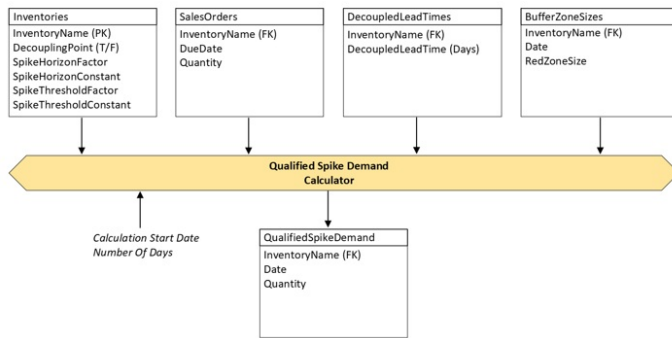 Inventories
InventoryName (PK)
DecouplingPoint (T/F)
SpikeHorizonFactor
SpikeHorizonConstant
SpikeThresholdFactor
SpikeThresholdConstant
SalesOrders
InventoryName (FK)
DueDate
Quantity
DecoupledLeadTimes
InventoryName (FK)
DecoupledLeadTime (Days)
BufferZoneSizes
InventoryName (FK)
Date
RedZoneSize
Qualified Spike Demand
Calculator
Calculation Start Date
Number Of Days
QualifiedSpikeDemand
InventoryName (FK)
Date
Quantity